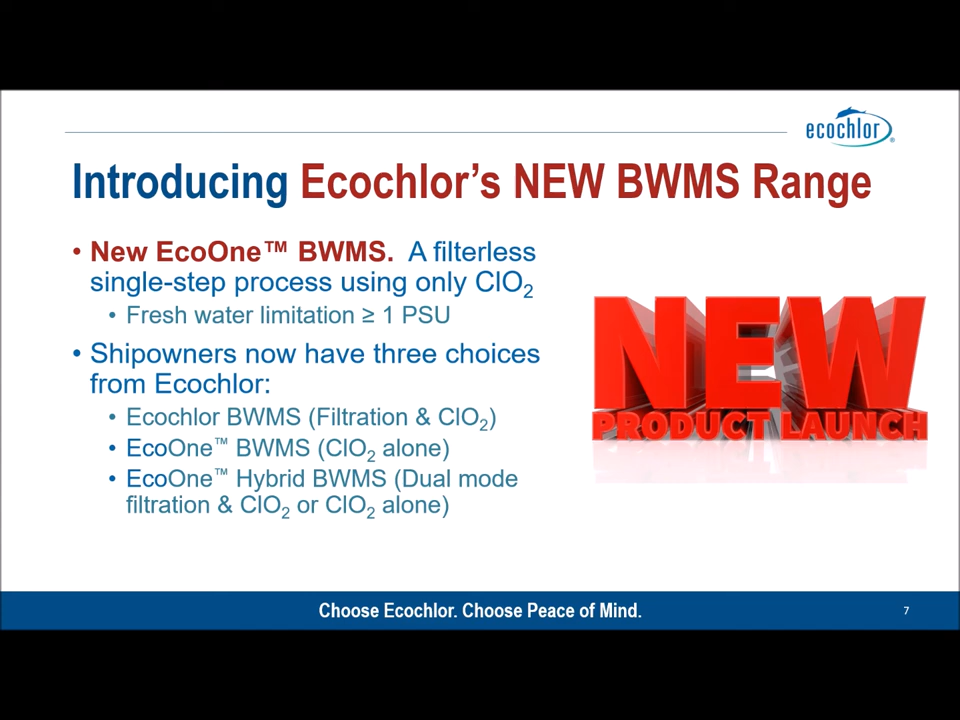 ecochlor®
Introducing Ecochlor’s NEW BWMS Range
• New EcoOne™ BWMS. A filterless
single-step process using only ClO₂
• Fresh water limitation ≥ 1 PSU
• Shipowners now have three choices
from Ecochlor:
• Ecochlor BWMS (Filtration & ClO₂)
• EcoOne™ BWMS (ClO₂ alone)
• EcoOne™ Hybrid BWMS (Dual mode
filtration & ClO₂ or ClO₂ alone)
NEW
PRODUCT LAUNCH
Choose Ecochlor. Choose Peace of Mind.
7